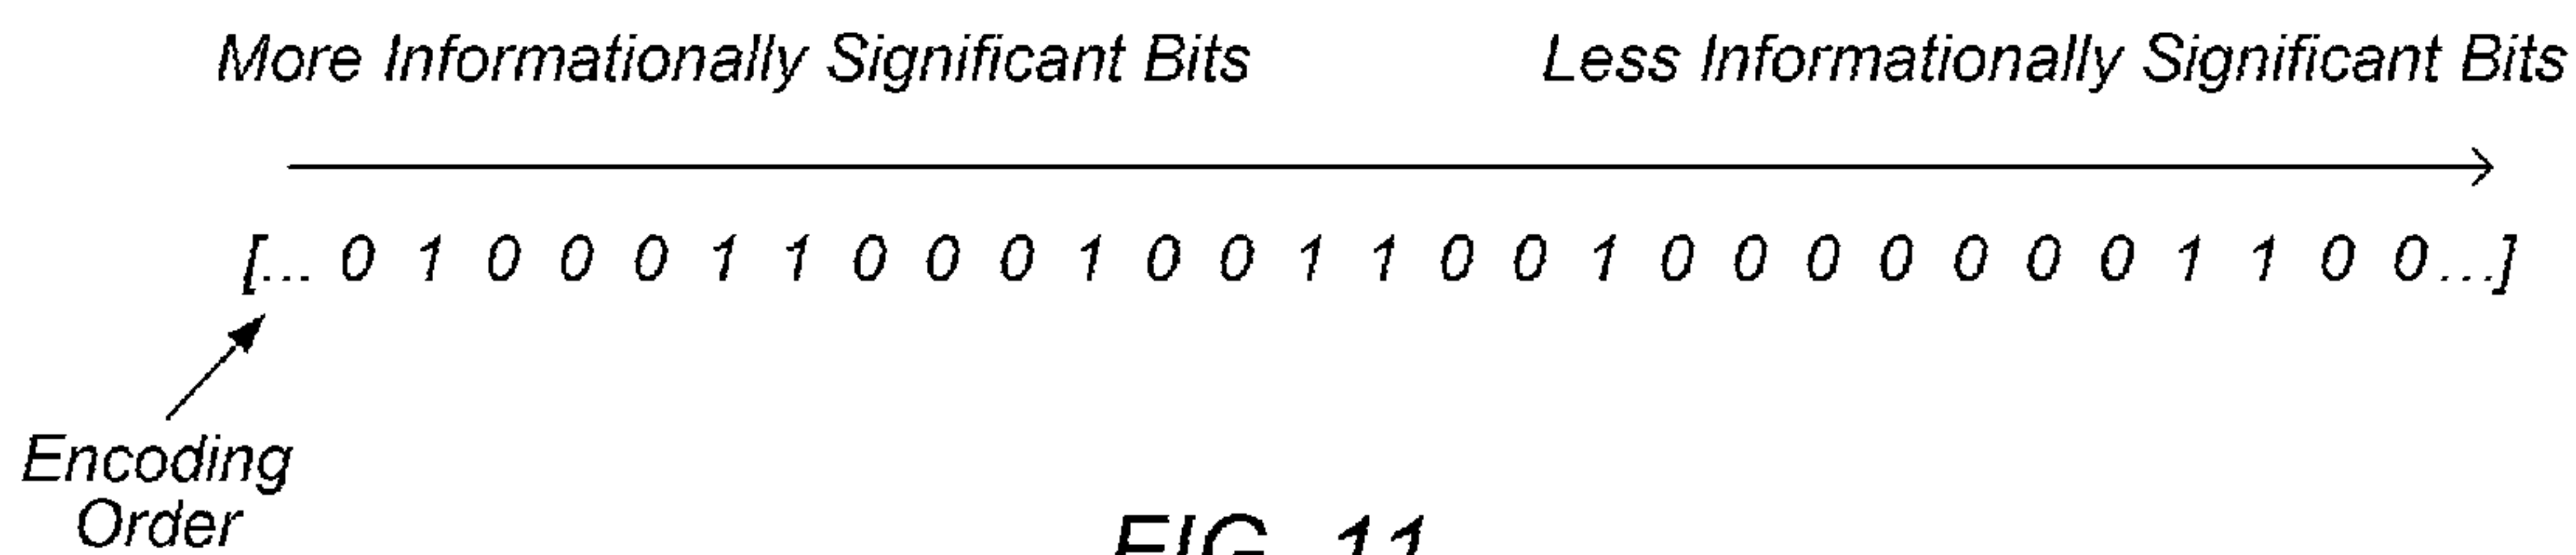 More Informationally Significant Bits Less Informationally Significant Bits
[... 0 1 0 0 0 1 1 0 0 0 1 0 0 1 1 0 0 1 0 0 0 0 0 0 0 1 1 0 0 ...]
Encoding
Order
FIG. 11